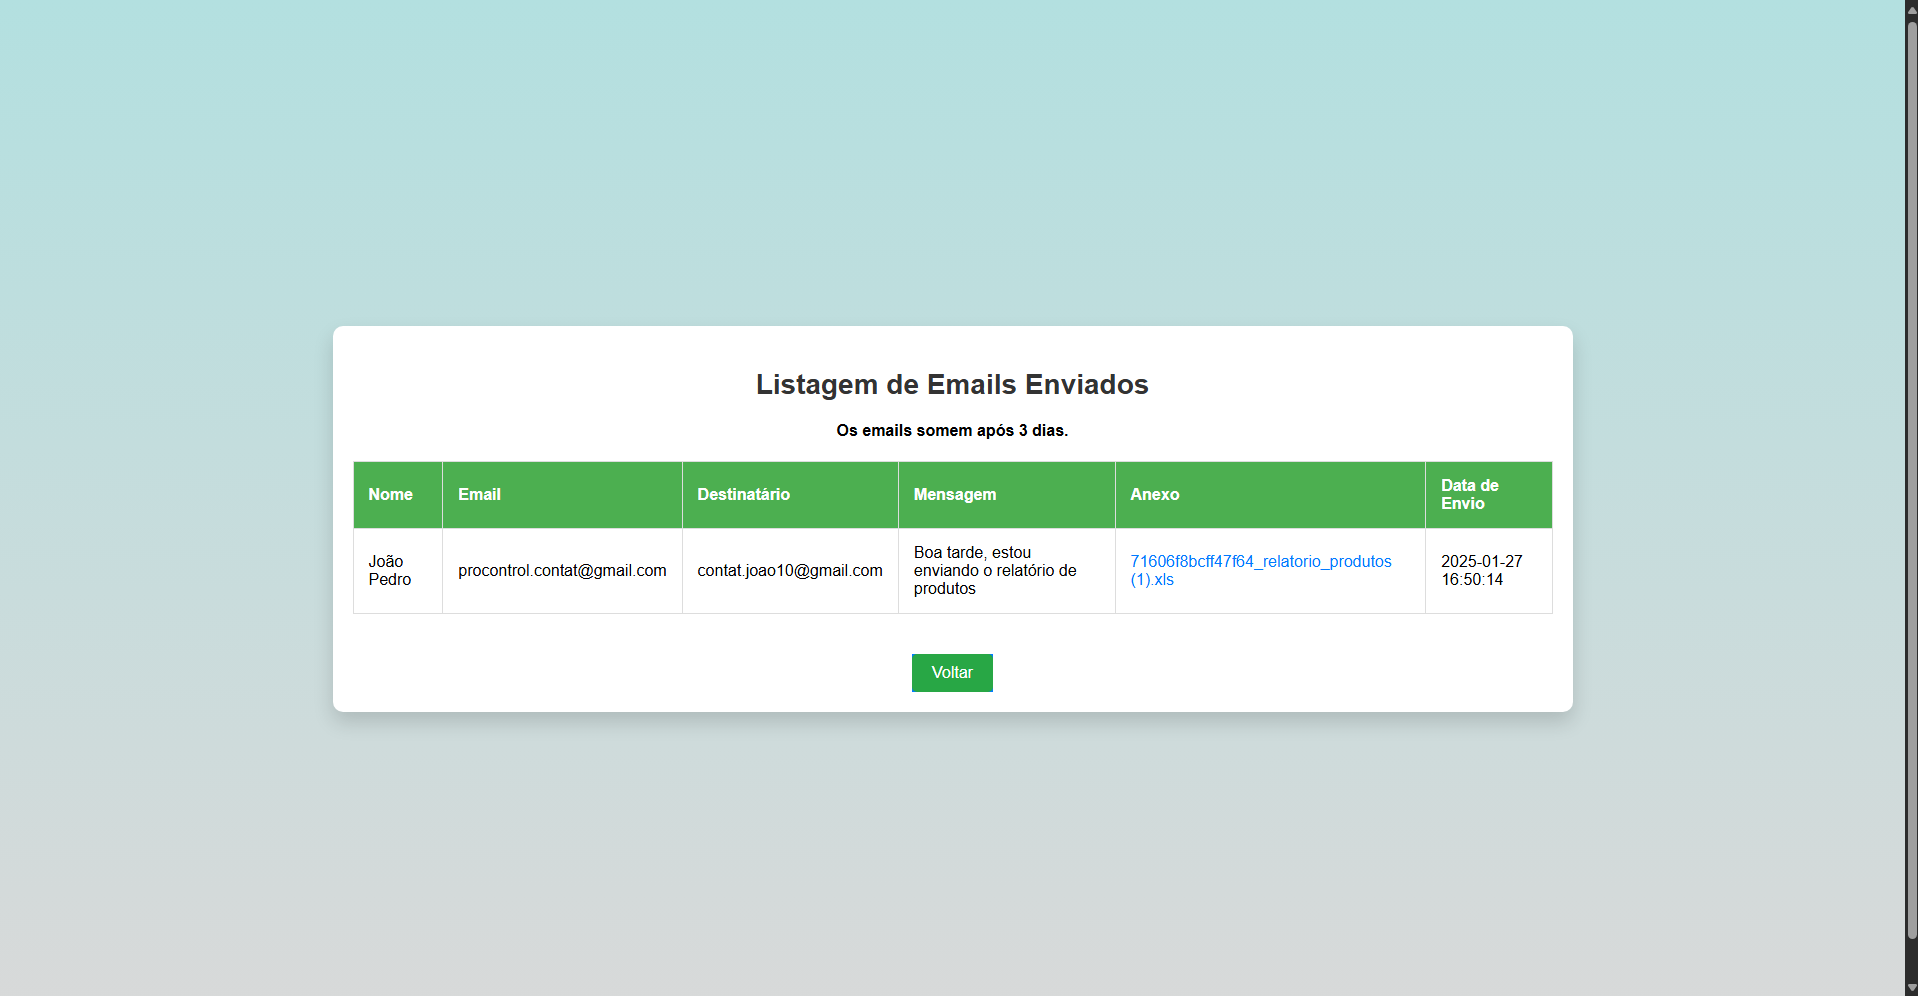 Listagem de Emails Enviados
Os emails somem após 3 dias.
Nome
Email
Destinatário
Mensagem
Anexo
Data de
Envio
João
Pedro
procontrol.contat@gmail.com
contat.joao10@gmail.com
Boa tarde, estou
enviando o relatório de
produtos
71606f8bcff47f64_relatorio_produtos
(1).xls
2025-01-27
16:50:14
Voltar